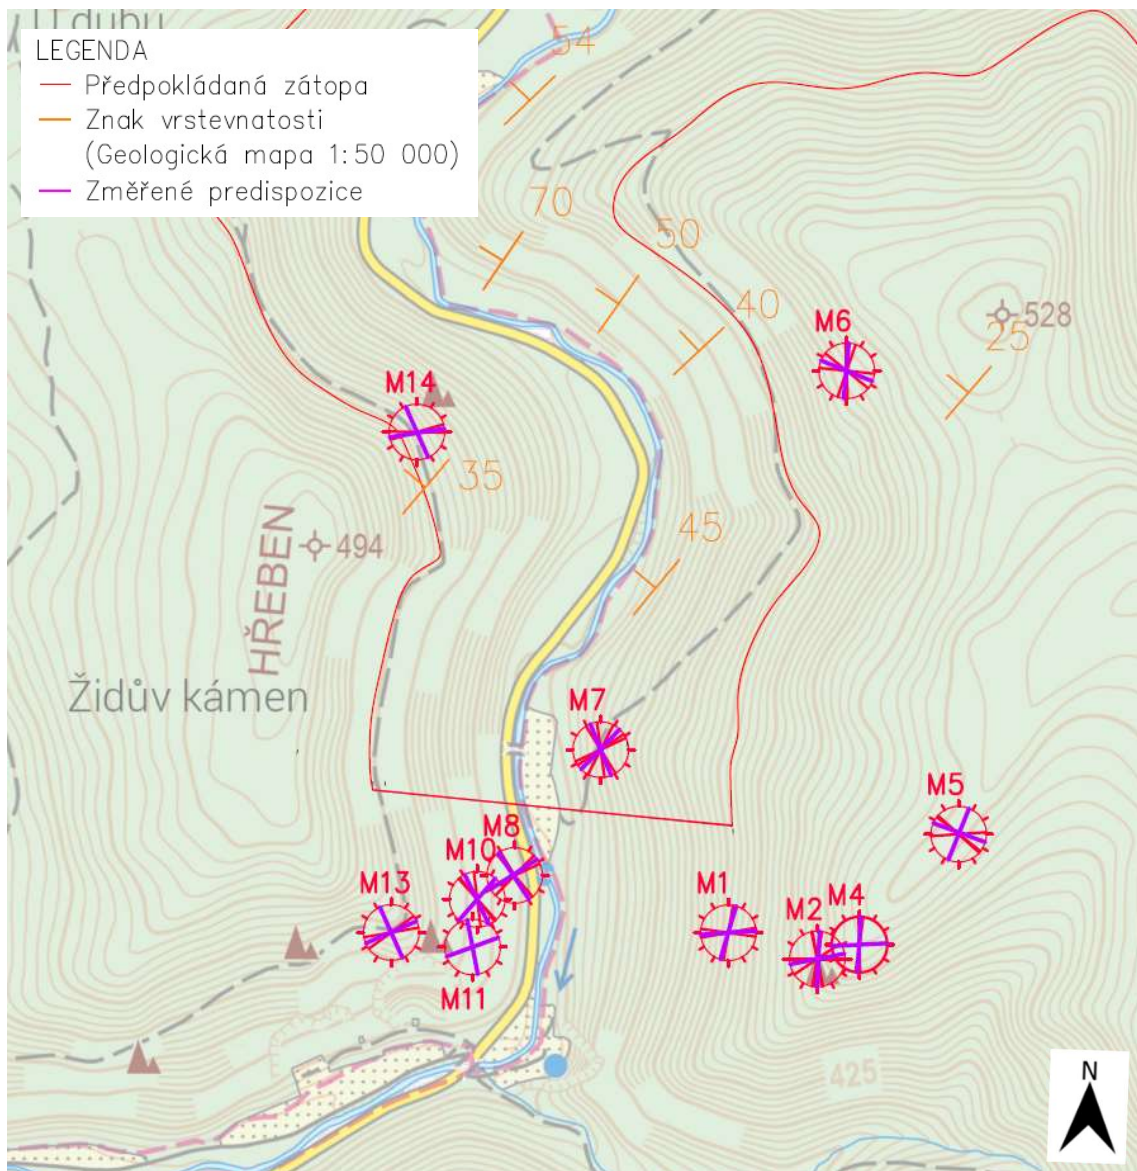 U dubu
LEGENDA
Předpokládaná zátopa
Znak vrstevnatosti
(Geologická mapa 1:50 000)
Změřené predispozice
54
70
50
40
M6
528
25
M14
35
HŘEBEN
494
45
Židův kámen
M7
M5
M8
M10
M13
M1
M2
M4
M11
425
N